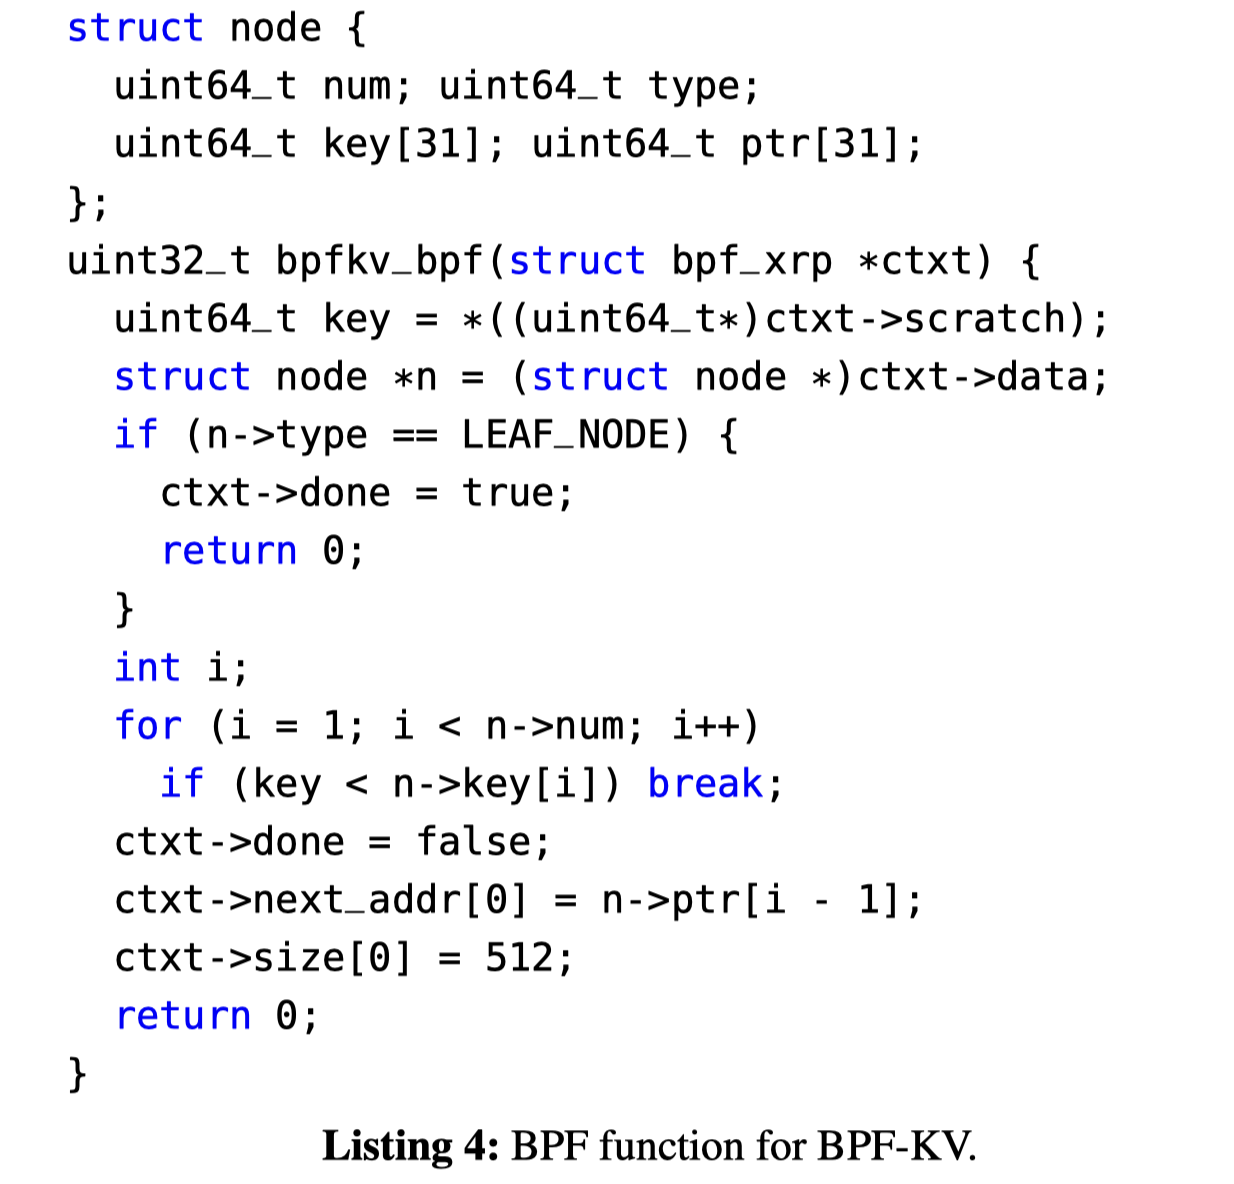 struct node {
  uint64_t num; uint64_t type;
  uint64_t key[31]; uint64_t ptr[31];
};
uint32_t bpfkv_bpf(struct bpf_xrp *ctxt) {
  uint64_t key = *((uint64_t*)ctxt->scratch);
  struct node *n = (struct node *)ctxt->data;
  if (n->type == LEAF_NODE) {
    ctxt->done = true;
    return 0;
  }
  int i;
  for (i = 1; i < n->num; i++)
    if (key < n->key[i]) break;
  ctxt->done = false;
  ctxt->next_addr[0] = n->ptr[i - 1];
  ctxt->size[0] = 512;
  return 0;
}
Listing 4: BPF function for BPF-KV.